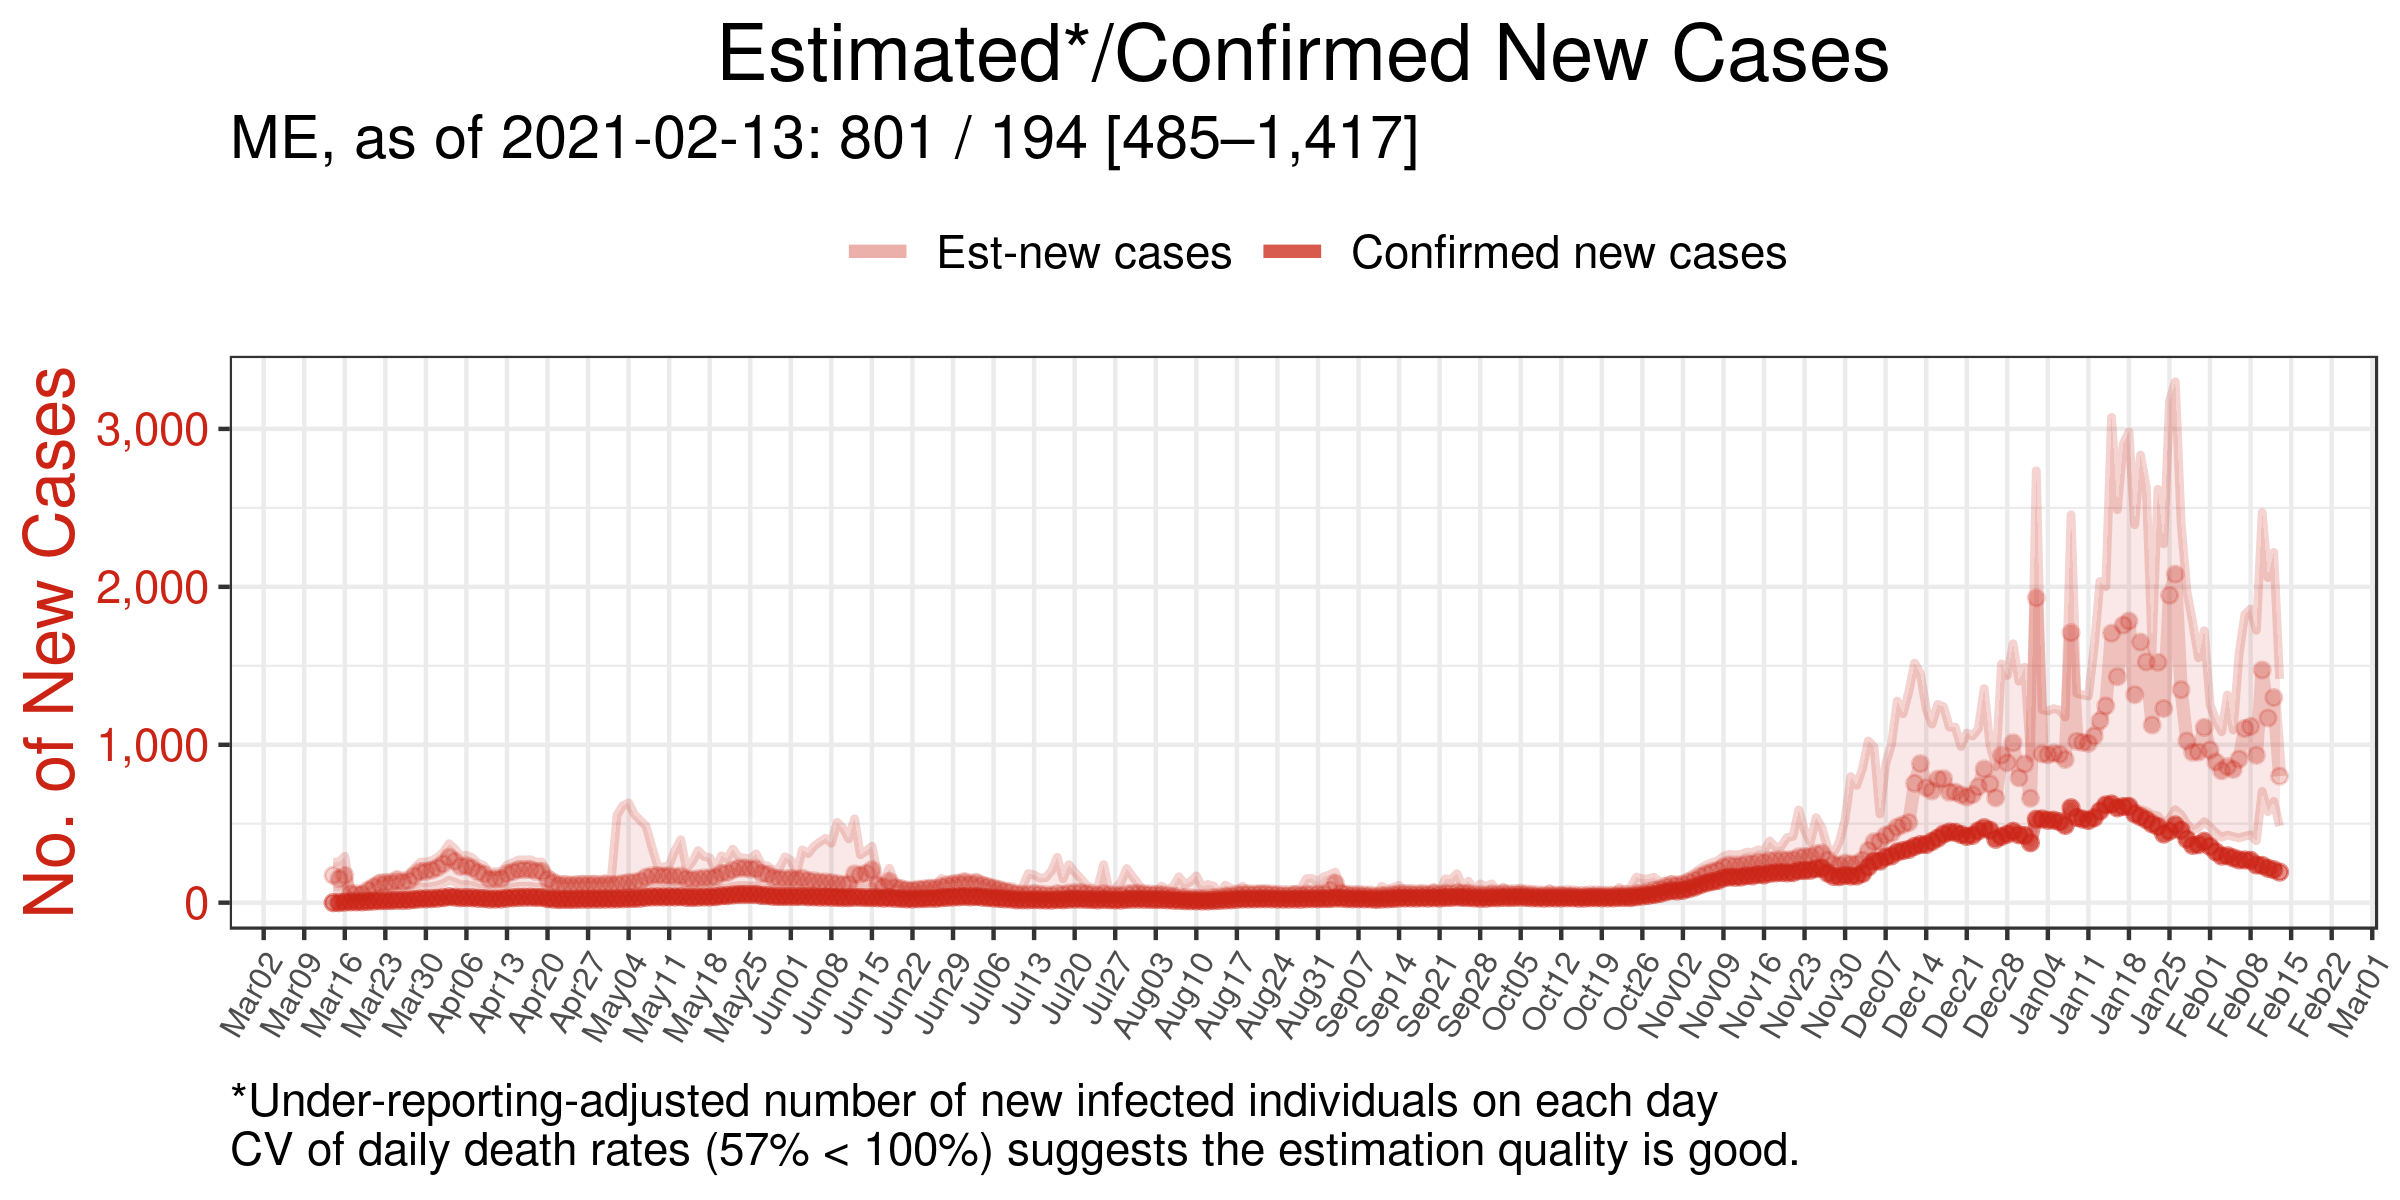 Estimated*/Confirmed New Cases
ME, as of 2021-02-13: 801 / 194 [485–1,417]
Est-new cases Confirmed new cases
No. of New Cases
3,000
2,000
1,000
0
Mar02 Mar09 Mar16 Mar23 Mar30 Apr06 Apr13 Apr20 Apr27 May04 May11 May18 May25 Jun01 Jun08 Jun15 Jun22 Jun29 Jul06 Jul13 Jul20 Jul27 Aug03 Aug10 Aug17 Aug24 Aug31 Sep07 Sep14 Sep21 Sep28 Oct05 Oct12 Oct19 Oct26 Nov02 Nov09 Nov16 Nov23 Nov30 Dec07 Dec14 Dec21 Dec28 Jan04 Jan11 Jan18 Jan25 Feb01 Feb08 Feb15 Feb22 Mar01
*Under-reporting-adjusted number of new infected individuals on each day
CV of daily death rates (57% < 100%) suggests the estimation quality is good.